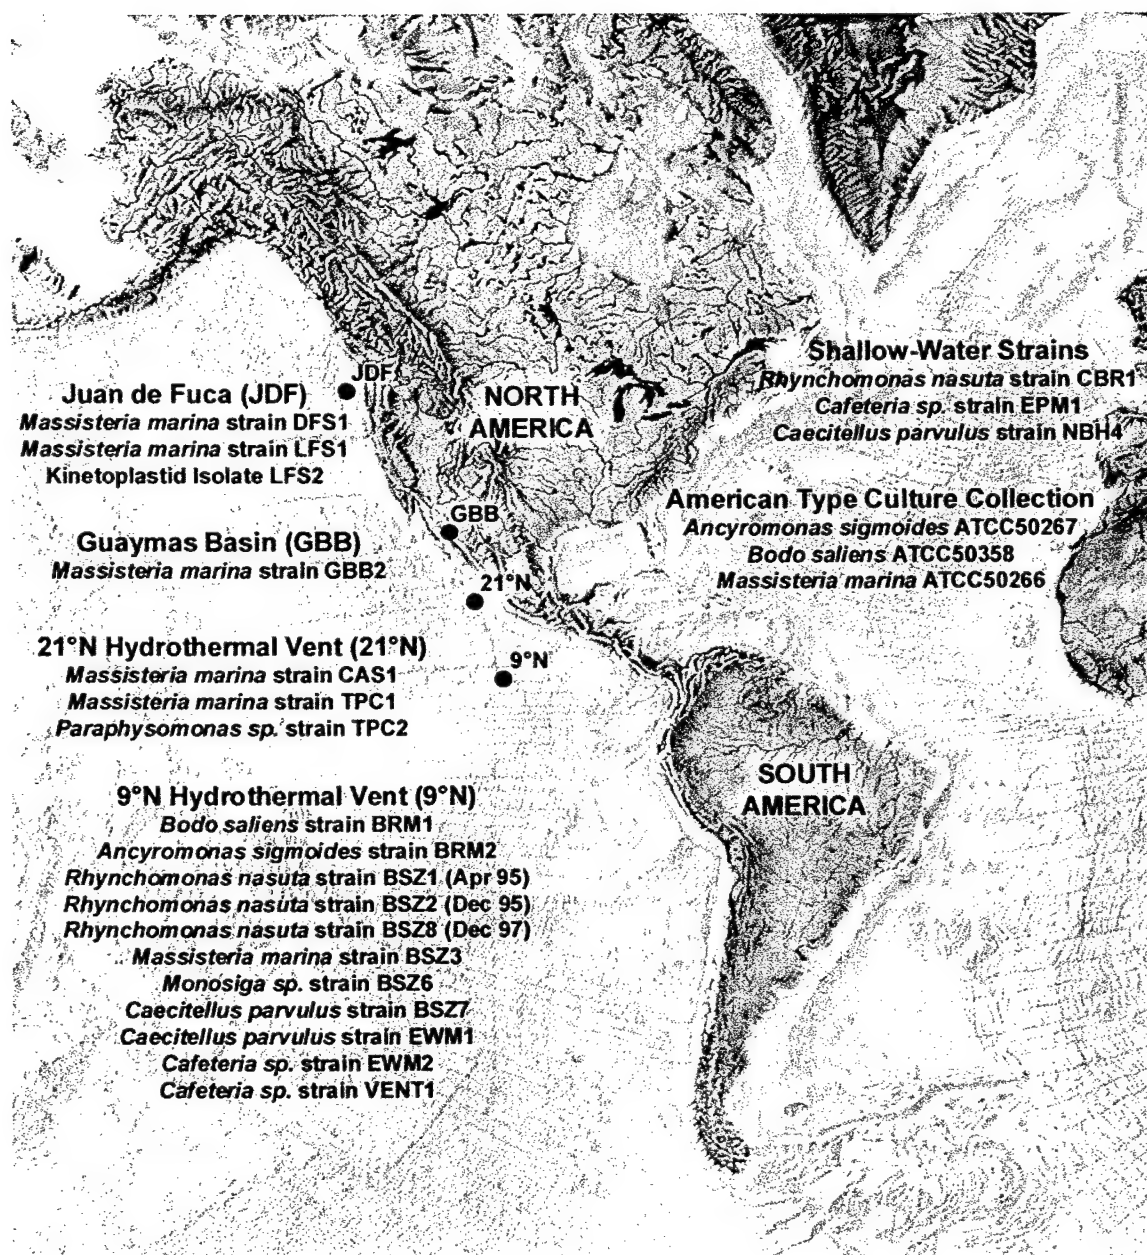 JDF
Juan de Fuca (JDF)
Massisteria marina strain DFS1
Massisteria marina strain LFS1
Kinetoplastid Isolate LFS2
GBB
Guaymas Basin (GBB)
Massisteria marina strain GBB2
21°N
21°N Hydrothermal Vent (21°N)
Massisteria marina strain CAS1
Massisteria marina strain TPC1
Paraphysomonas sp. strain TPC2
9°N
9°N Hydrothermal Vent (9°N)
Bodo saliens strain BRM1
Ancyromonas sigmoides strain BRM2
Rhynchomonas nasuta strain BSZ1 (Apr 95)
Rhynchomonas nasuta strain BSZ2 (Dec 95)
Rhynchomonas nasuta strain BSZ8 (Dec 97)
Massisteria marina strain BSZ3
Monosiga sp. strain BSZ6
Caecitellus parvulus strain BSZ7
Caecitellus parvulus strain EWM1
Cafeteria sp. strain EWM2
Cafeteria sp. strain VENT1
NORTH
AMERICA
Shallow-Water Strains
Rhynchomonas nasuta strain CBR1
Cafeteria sp. strain EPM1
Caecitellus parvulus strain NBH4
American Type Culture Collection
Ancyromonas sigmoides ATCC50267
Bodo saliens ATCC50358
Massisteria marina ATCC50266
SOUTH
AMERICA